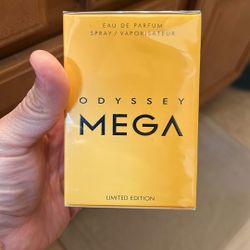 EAU DE PARFUM
SPRAY / VAPORISATEUR
ODYSSEY
MEGA
LIMITED EDITION